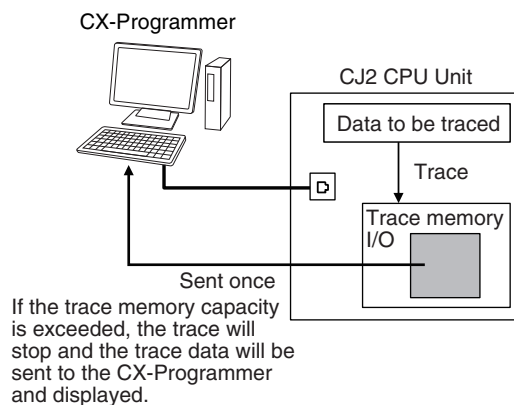 CX-Programmer
CJ2 CPU Unit
Data to be traced
Trace
Trace memory
I/O
Sent once
If the trace memory capacity
is exceeded, the trace will
stop and the trace data will be
sent to the CX-Programmer
and displayed.